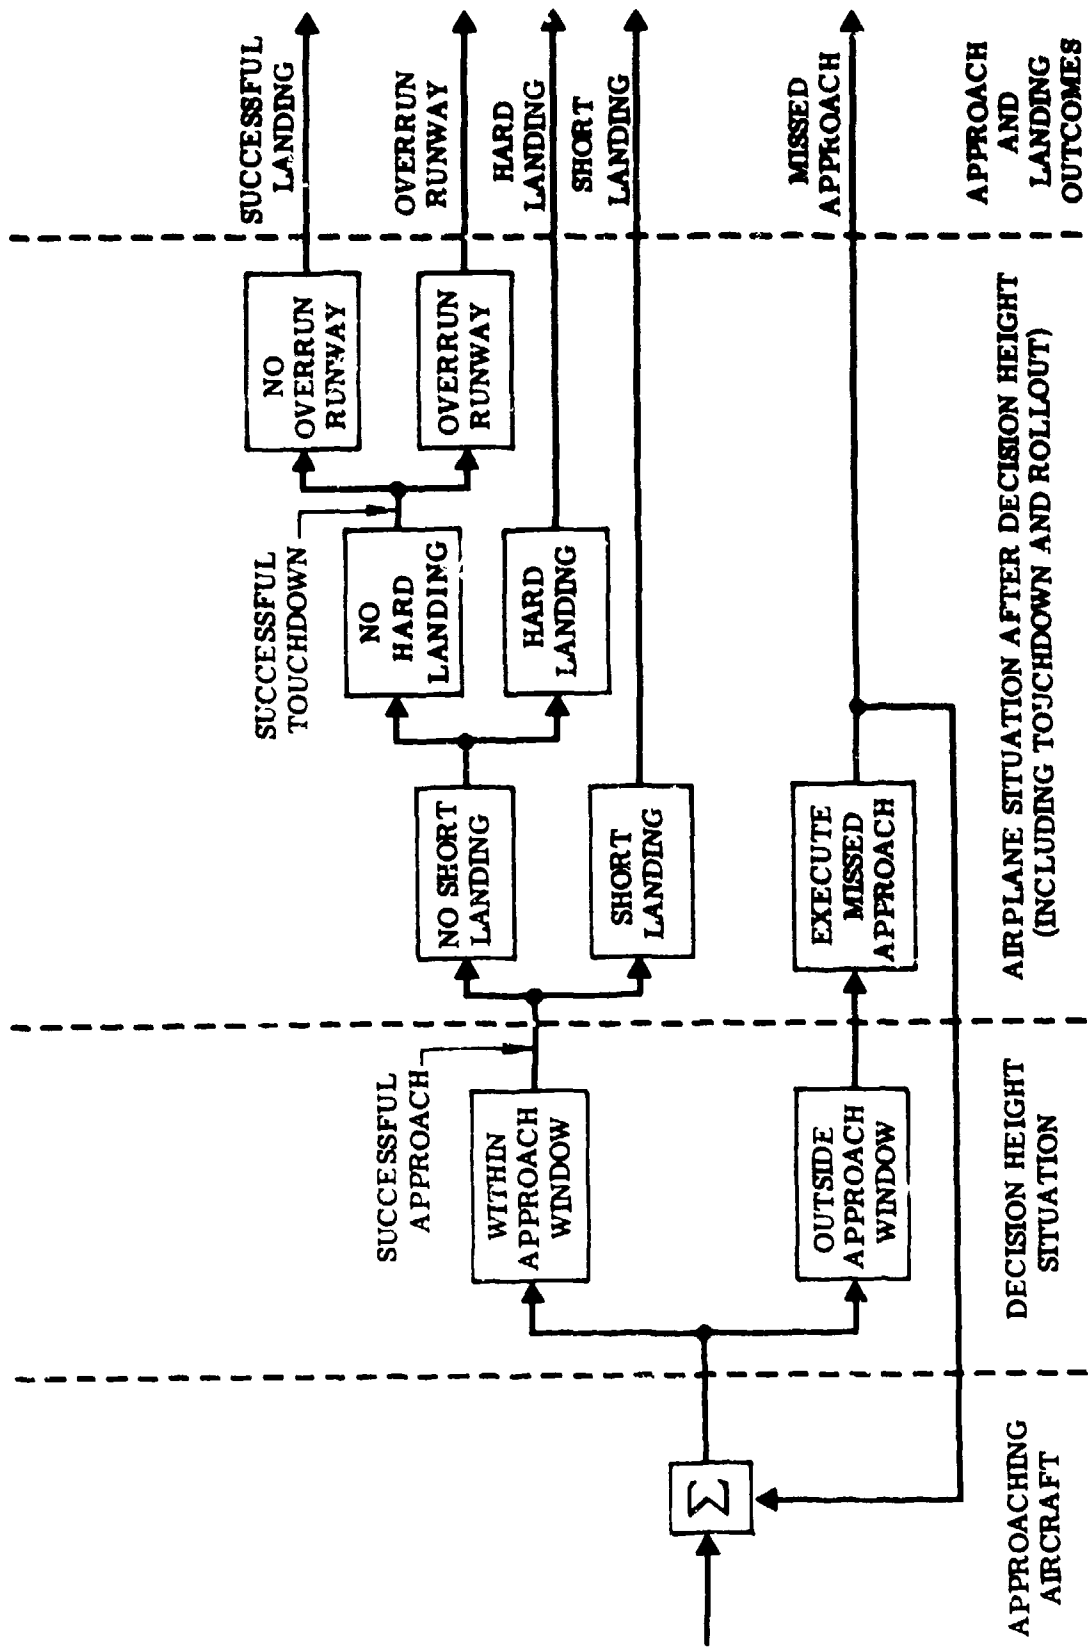 SUCCESSFUL
LANDING
OVERRUN
RUNWAY
HARD
LANDING
SHORT
LANDING
MISSED
APPROACH
APPROACH
AND
LANDING
OUTCOMES
NO
OVERRUN
RUNWAY
OVERRUN
RUNWAY
SUCCESSFUL
TOUCHDOWN
NO
HARD
LANDING
HARD
LANDING
NO SHORT
LANDING
SHORT
LANDING
EXECUTE
MISSED
APPROACH
AIRPLANE SITUATION AFTER DECISION HEIGHT
(INCLUDING TOUCHDOWN AND ROLLOUT)
SUCCESSFUL
APPROACH
WITHIN
APPROACH
WINDOW
OUTSIDE
APPROACH
WINDOW
DECISION HEIGHT
SITUATION
Σ
APPROACHING
AIRCRAFT